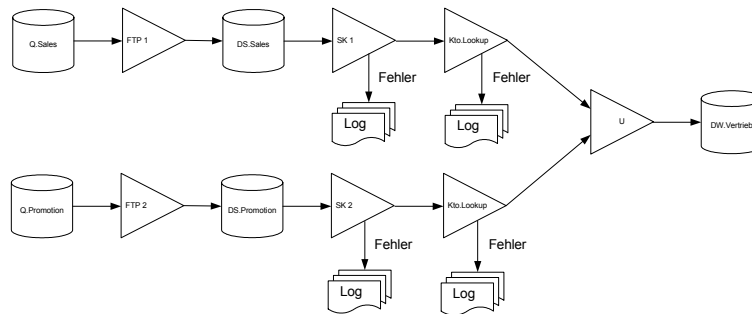 Q.Sales
FTP 1
DS.Sales
SK 1
Kto.Lookup
Fehler
Fehler
Log
Log
U
DW.Vertrieb
Q.Promotion
FTP 2
DS.Promotion
SK 2
Kto.Lookup
Fehler
Fehler
Log
Log